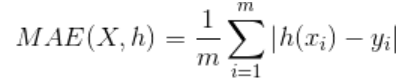 MAE(X, h) = \frac{1}{m} \sum_{i=1}^{m} |h(x_i) - y_i|